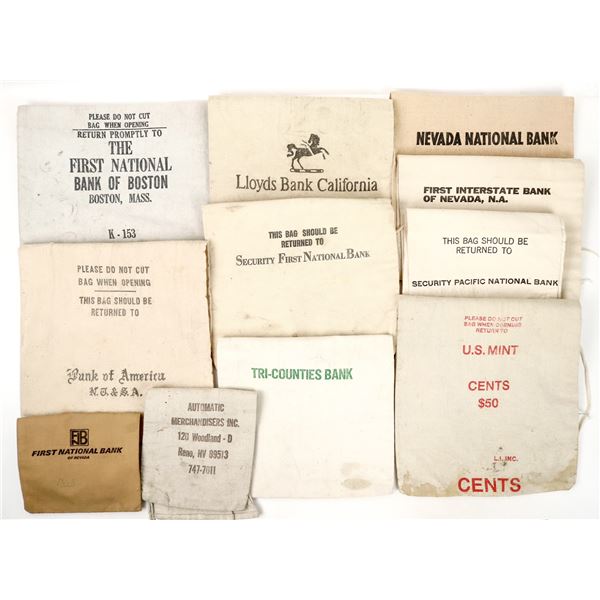 PLEASE DO NOT CUT
BAG WHEN OPENING
RETURN PROMPTLY TO
THE
FIRST NATIONAL
BANK OF BOSTON
BOSTON, MASS.
K - 153
Lloyds Bank California
NEVADA NATIONAL BANK
FIRST INTERSTATE BANK
OF NEVADA, N.A.
THIS BAG SHOULD BE
RETURNED TO
SECURITY FIRST NATIONAL BANK
THIS BAG SHOULD BE
RETURNED TO
SECURITY PACIFIC NATIONAL BANK
PLEASE DO NOT CUT
BAG WHEN OPENING
THIS BAG SHOULD BE
RETURNED TO
Bank of America
N.T. & S.A.
TRI-COUNTIES BANK
PLEASE DO NOT CUT
BAG WHEN OPENING
RETURN TO
U.S. MINT
CENTS
$50
L.I. INC.
CENTS
FIRST NATIONAL BANK
OF NEVADA
AUTOMATIC
MERCHANDISERS INC.
120 Woodland - D
Reno, NV 89513
747-7011